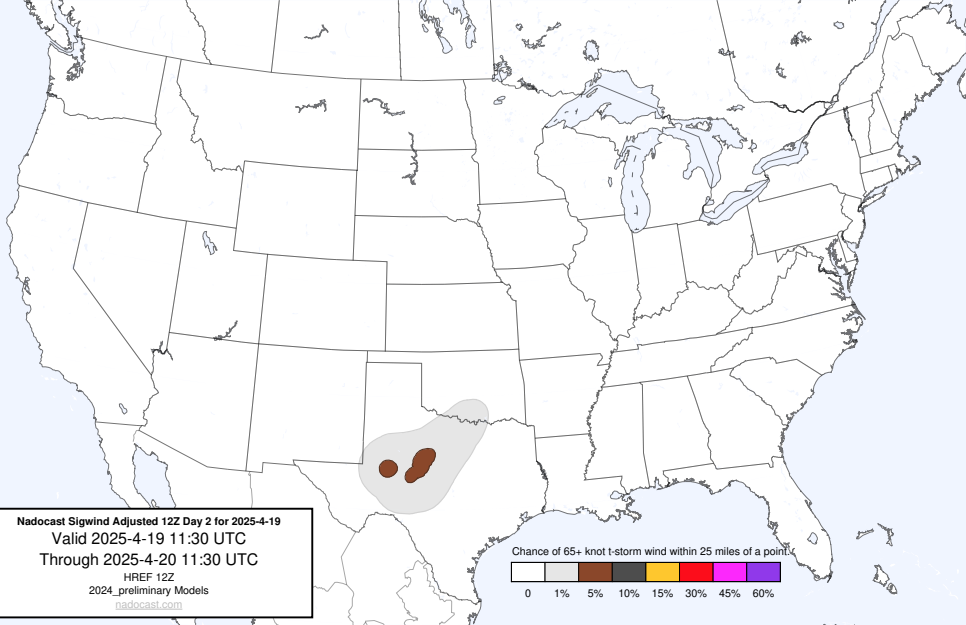 Nadocast Sigwind Adjusted 12Z Day 2 for 2025-4-19
Valid 2025-4-19 11:30 UTC
Through 2025-4-20 11:30 UTC
HREF 12Z
2024_preliminary Models
nadocast.com
Chance of 65+ knot t-storm wind within 25 miles of a point.
0 1% 5% 10% 15% 30% 45% 60%